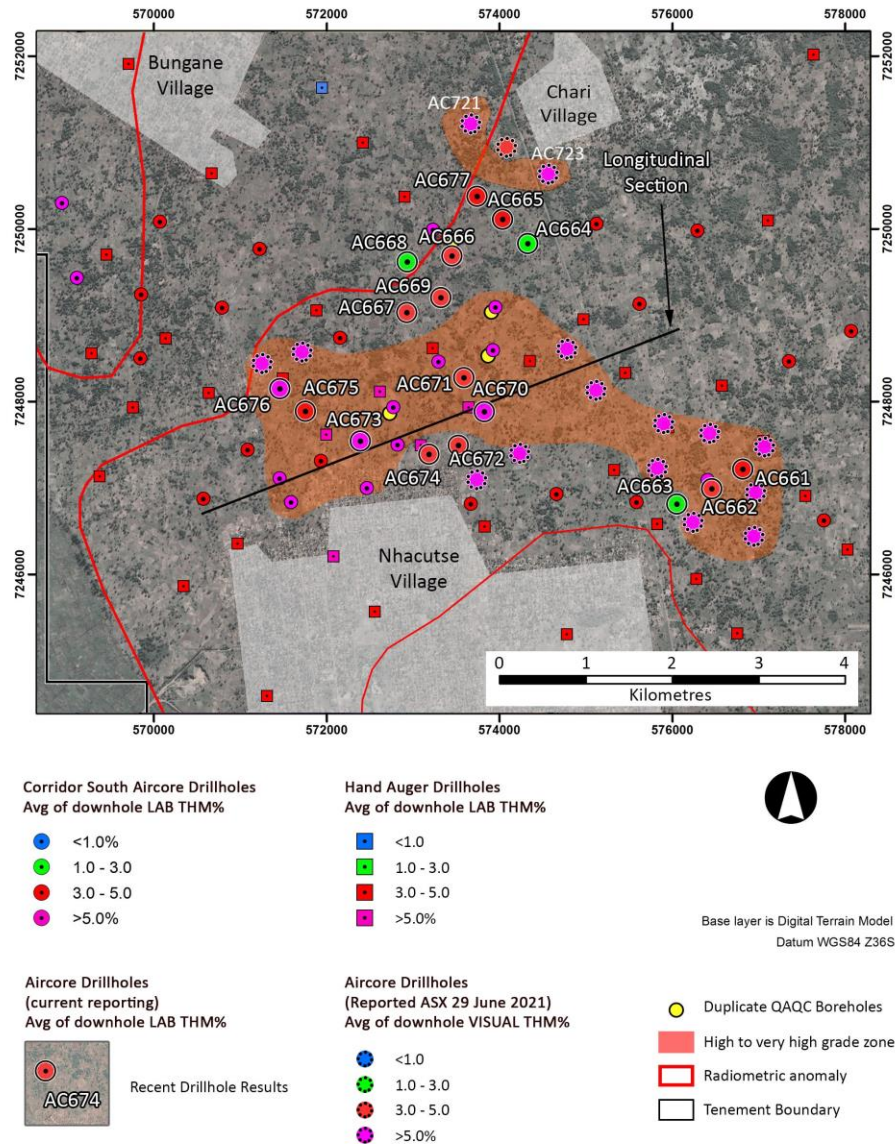 570000
572000
574000
576000
578000
7252000
7252000
Bungane
Village
Chari
Village
AC721
AC723
Longitudinal
Section
AC677
AC665
7250000
7250000
AC668
AC666
AC664
AC669
AC667
7248000
7248000
AC675
AC671
AC670
AC676
AC673
AC672
AC674
AC663
AC661
AC662
Nhacutse
Village
7246000
7246000
0
1
2
3
4
Kilometres
570000
572000
574000
576000
578000
Corridor South Aircore Drillholes
Avg of downhole LAB THM%
<1.0%
1.0 - 3.0
3.0 - 5.0
>5.0%
Hand Auger Drillholes
Avg of downhole LAB THM%
<1.0
1.0 - 3.0
3.0 - 5.0
>5.0%
Base layer is Digital Terrain Model
Datum WGS84 Z36S
Aircore Drillholes
(current reporting)
Avg of downhole LAB THM%
AC674
Recent Drillhole Results
Aircore Drillholes
(Reported ASX 29 June 2021)
Avg of downhole VISUAL THM%
<1.0
1.0 - 3.0
3.0 - 5.0
>5.0%
Duplicate QAQC Boreholes
High to very high grade zone
Radiometric anomaly
Tenement Boundary